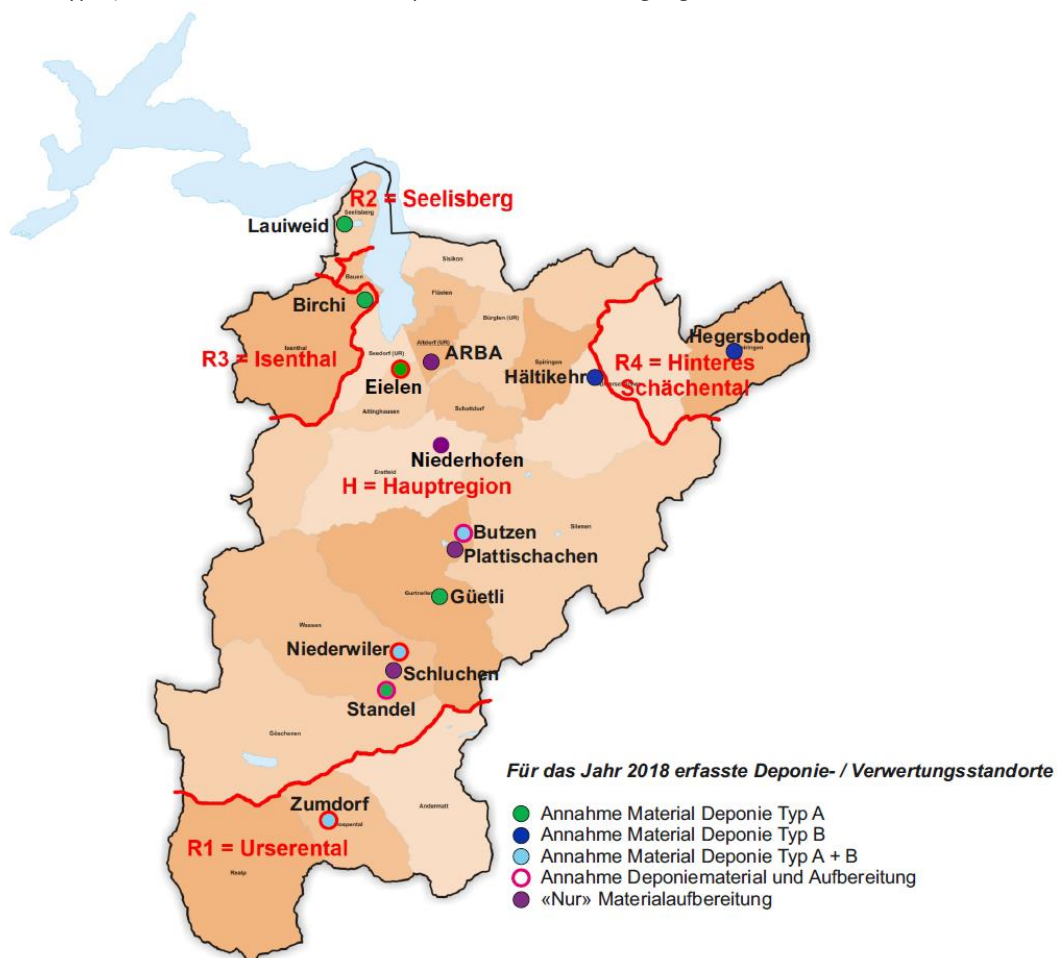 R2 = Seelisberg
Seelisberg
Lauiweid
Sisikon
Bauen
Birchi
Flüelen
Bürglen (UR)
Hegersboden
Isenthal
R3 = Isenthal
Seedorf (UR)
Altdorf (UR)
ARBA
Spiringen
R4 = Hinteres
Schächental
Eielen
Hältikehr
Attinghausen
Schattdorf
Niederhofen
Erstfeld
H = Hauptregion
Butzen
Silenen
Plattischachen
Gurtnellen
Güetli
Wassen
Niederwiler
Schluchen
Standel
Göschenen
Für das Jahr 2018 erfasste Deponie- / Verwertungsstandorte
Zumdorf
Andermatt
Annahme Material Deponie Typ A
Annahme Material Deponie Typ B
R1 = Urserental
Annahme Material Deponie Typ A + B
Realp
Annahme Deponiematerial und Aufbereitung
«Nur» Materialaufbereitung